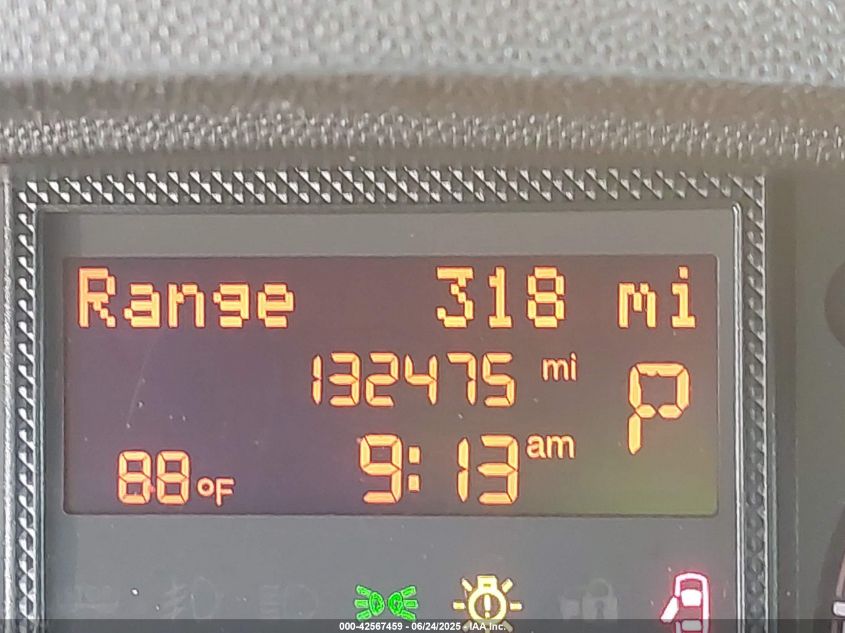 Range 318 mi
132475 mi P
88°F 9:13 am
000-42567459 - 06/24/2025 - IAA Inc.